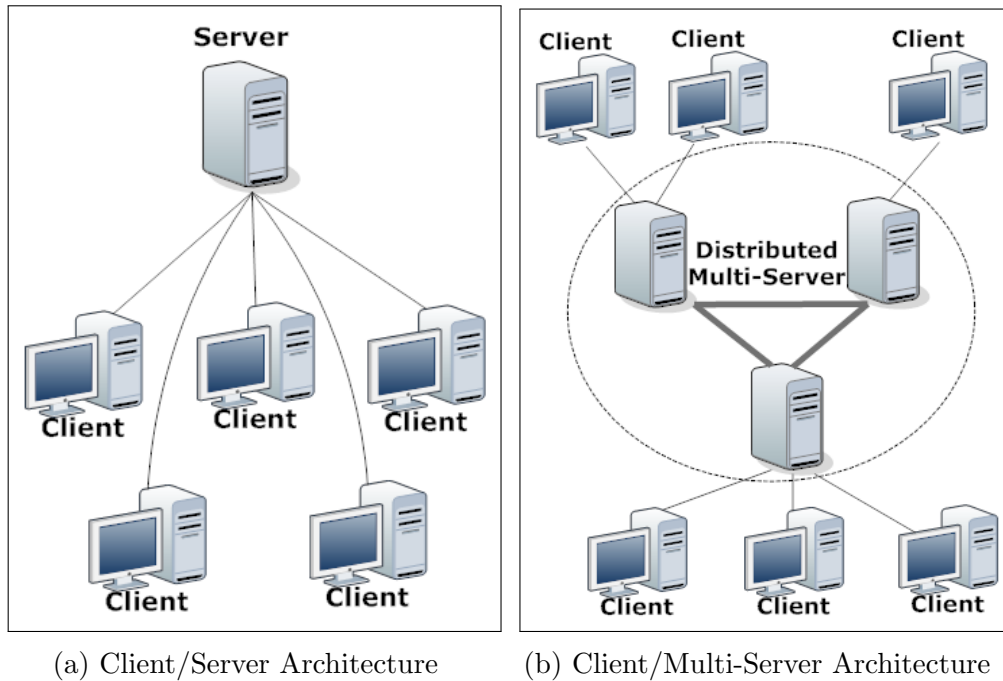 Server
Client
Client
Client
Client
Client
(a) Client/Server Architecture
Client
Client
Client
Distributed
Multi-Server
Client
Client
Client
(b) Client/Multi-Server Architecture